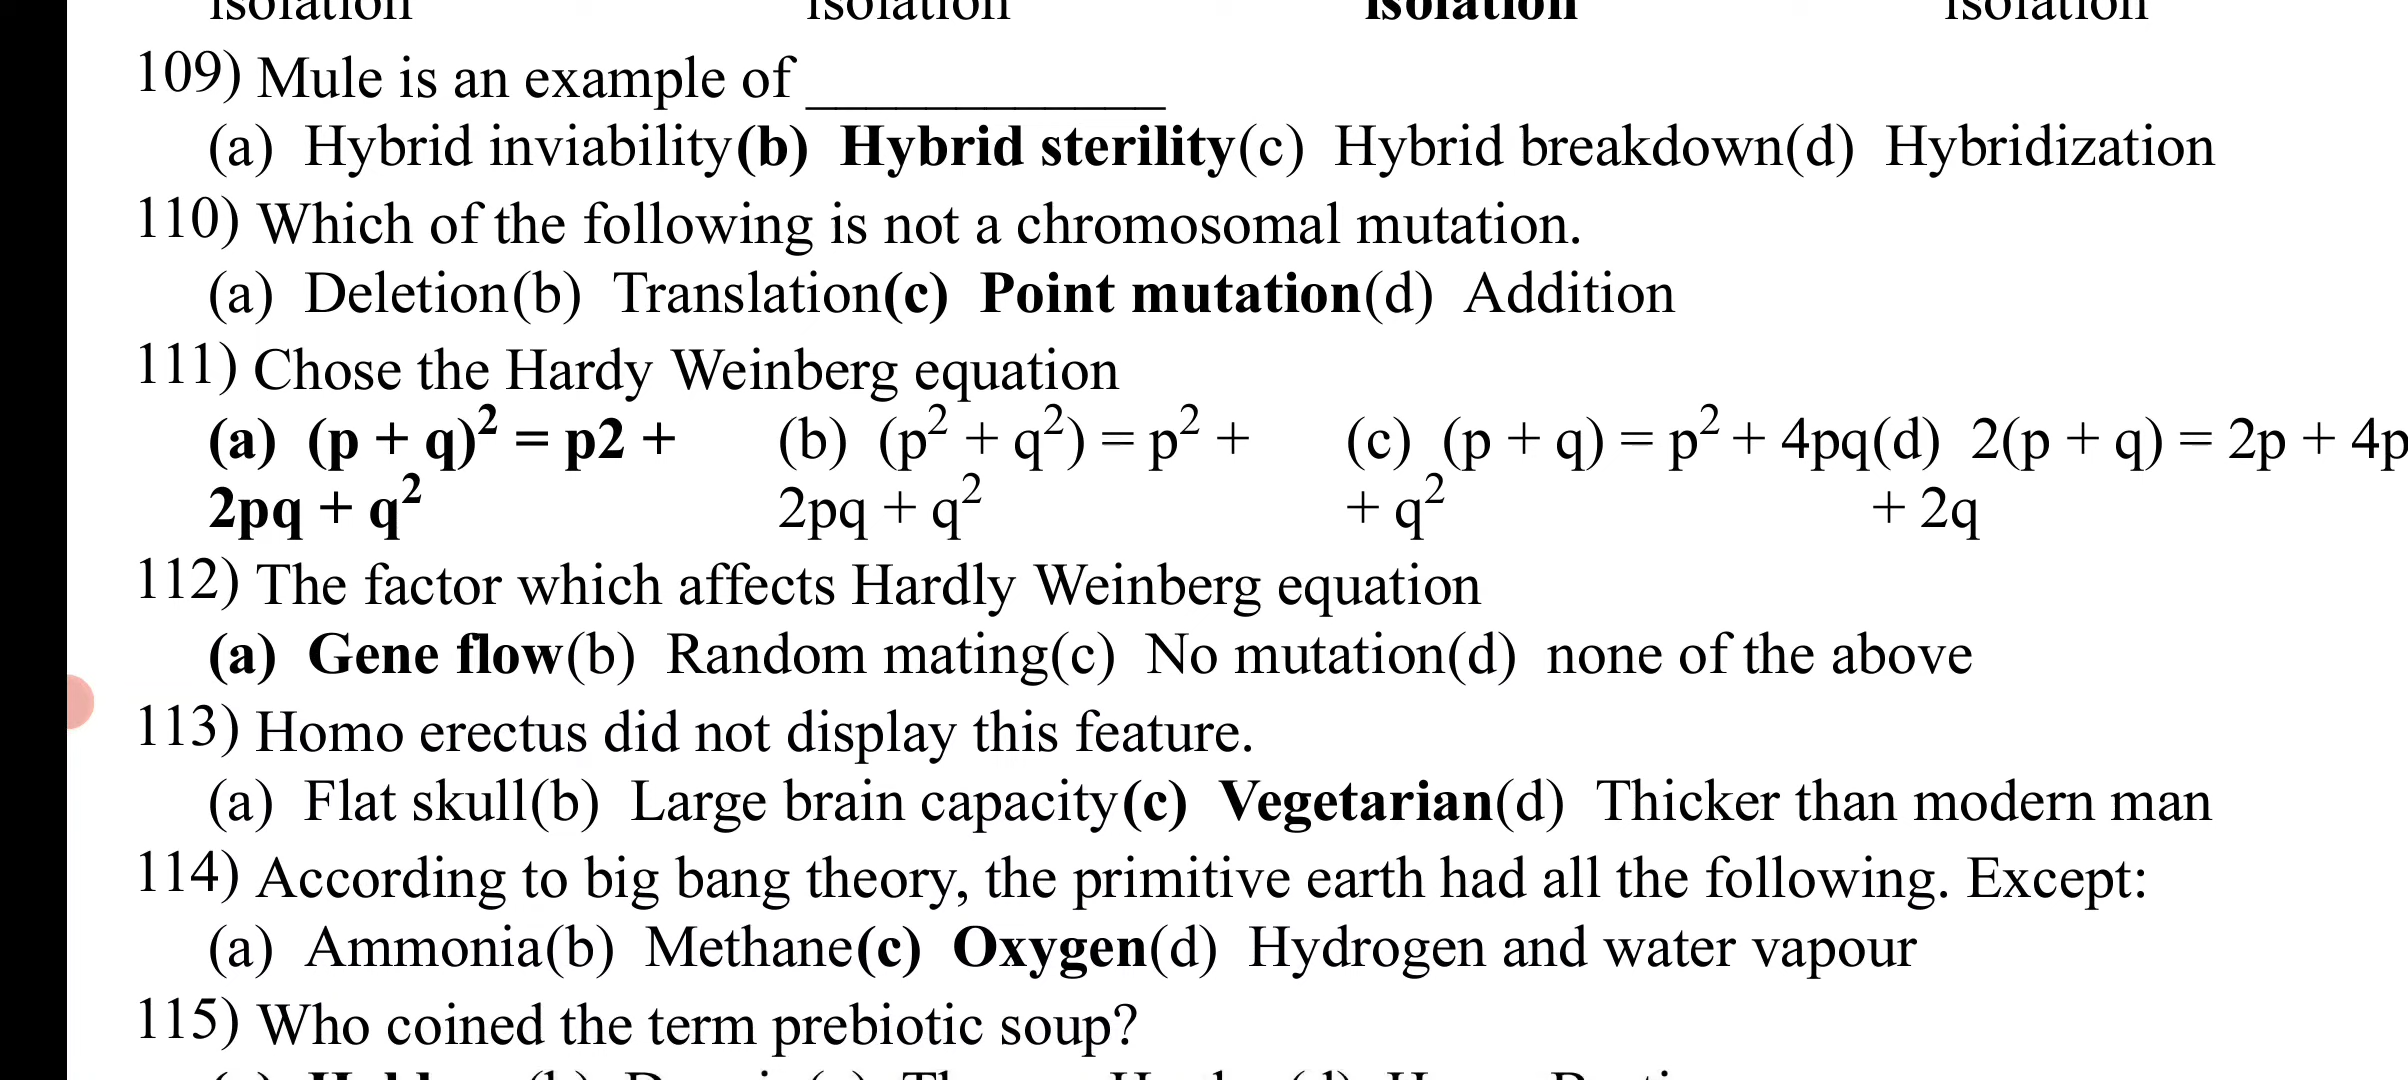 isolation isolation isolation isolation
109) Mule is an example of ____________
(a) Hybrid inviability(b) Hybrid sterility(c) Hybrid breakdown(d) Hybridization
110) Which of the following is not a chromosomal mutation.
(a) Deletion(b) Translation(c) Point mutation(d) Addition
111) Chose the Hardy Weinberg equation
(a) (p + q)² = p2 + (b) (p² + q²) = p² + (c) (p + q) = p² + 4pq(d) 2(p + q) = 2p + 4p
2pq + q² 2pq + q² + q² + 2q
112) The factor which affects Hardly Weinberg equation
(a) Gene flow(b) Random mating(c) No mutation(d) none of the above
113) Homo erectus did not display this feature.
(a) Flat skull(b) Large brain capacity(c) Vegetarian(d) Thicker than modern man
114) According to big bang theory, the primitive earth had all the following. Except:
(a) Ammonia(b) Methane(c) Oxygen(d) Hydrogen and water vapour
115) Who coined the term prebiotic soup?